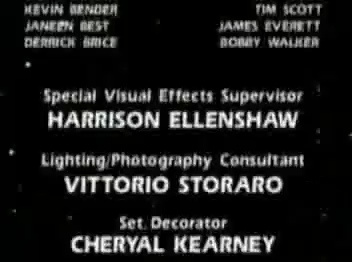 KEVIN BENDER TIM SCOTT
JANEEN BEST JAMES EVERETT
DERRICK BRICE BOBBY WALKER
Special Visual Effects Supervisor
HARRISON ELLENSHAW
Lighting/Photography Consultant
VITTORIO STORARO
Set Decorator
CHERYAL KEARNEY